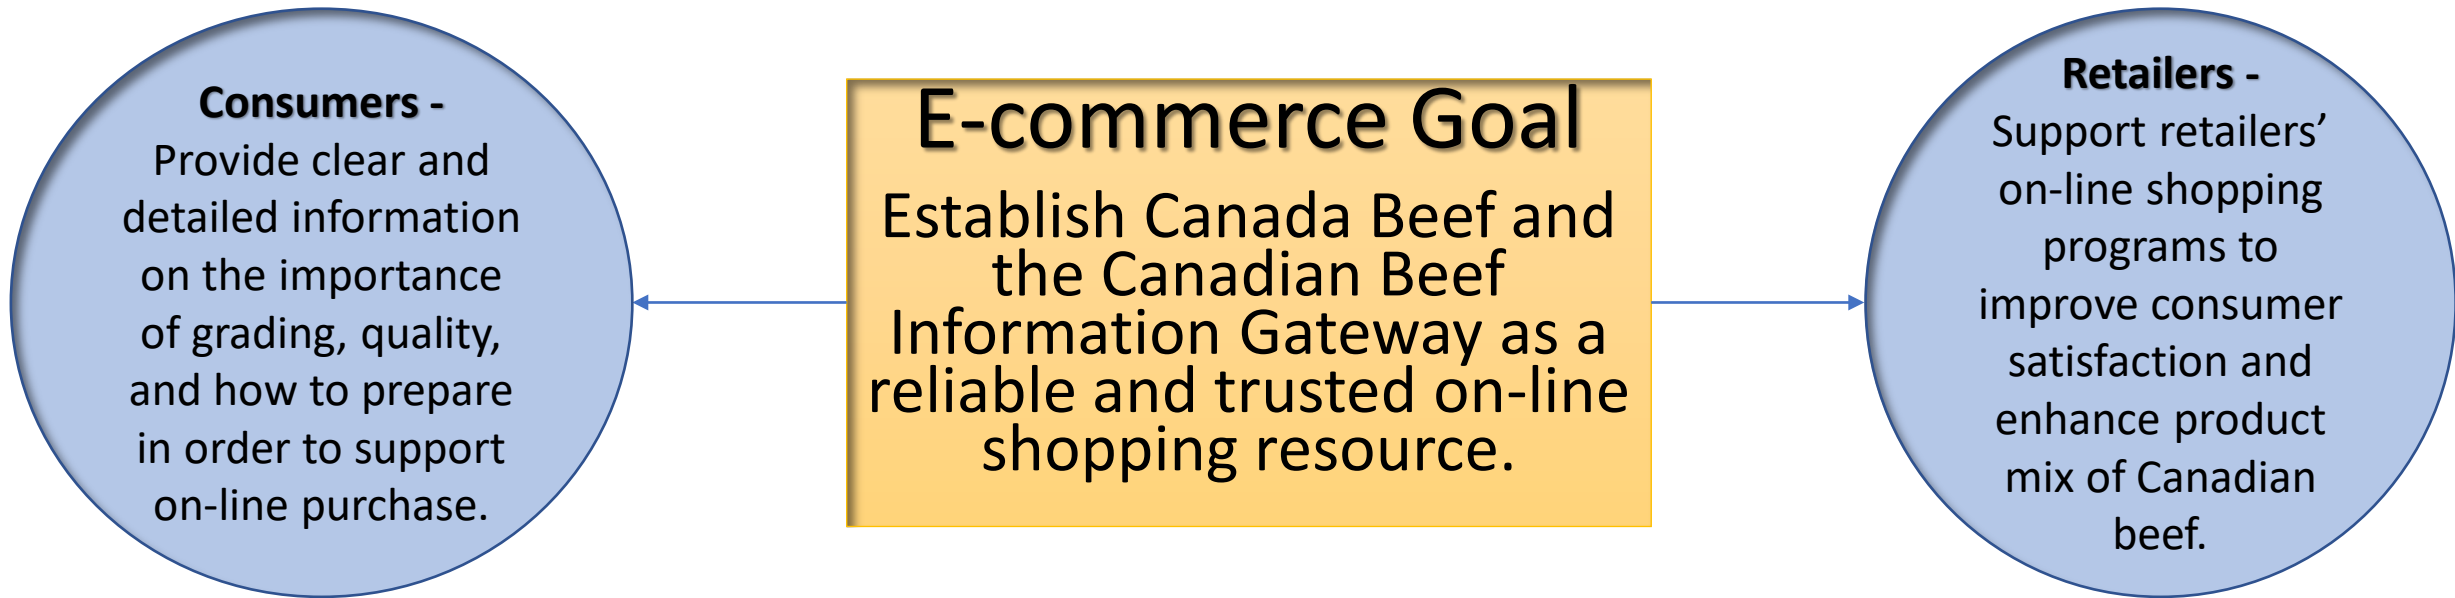 Consumers -
Provide clear and
detailed information
on the importance
of grading, quality,
and how to prepare
in order to support
on-line purchase.
E-commerce Goal
Establish Canada Beef and
the Canadian Beef
Information Gateway as a
reliable and trusted on-line
shopping resource.
Retailers -
Support retailers’
on-line shopping
programs to
improve consumer
satisfaction and
enhance product
mix of Canadian
beef.